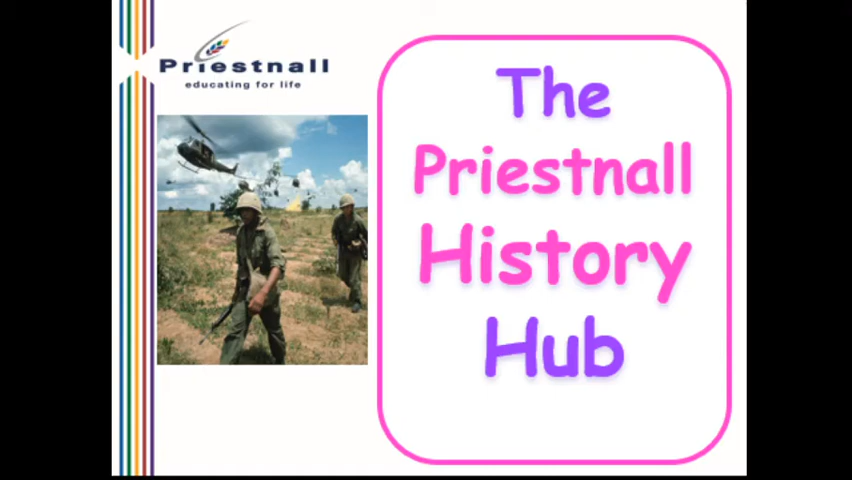 Priestnall
educating for life
The
Priestnall
History
Hub